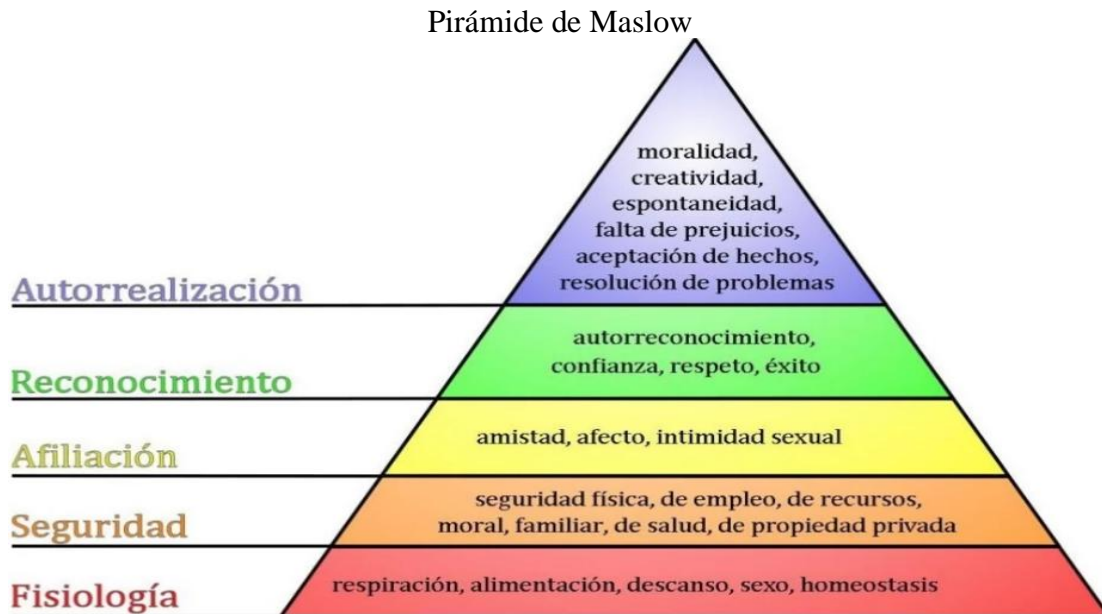 Pirámide de Maslow
moralidad,
creatividad,
espontaneidad,
falta de prejuicios,
aceptación de hechos,
resolución de problemas
Autorrealización
autorreconocimiento,
confianza, respeto, éxito
Reconocimiento
amistad, afecto, intimidad sexual
Afiliación
seguridad física, de empleo, de recursos,
moral, familiar, de salud, de propiedad privada
Seguridad
respiración, alimentación, descanso, sexo, homeostasis
Fisiología